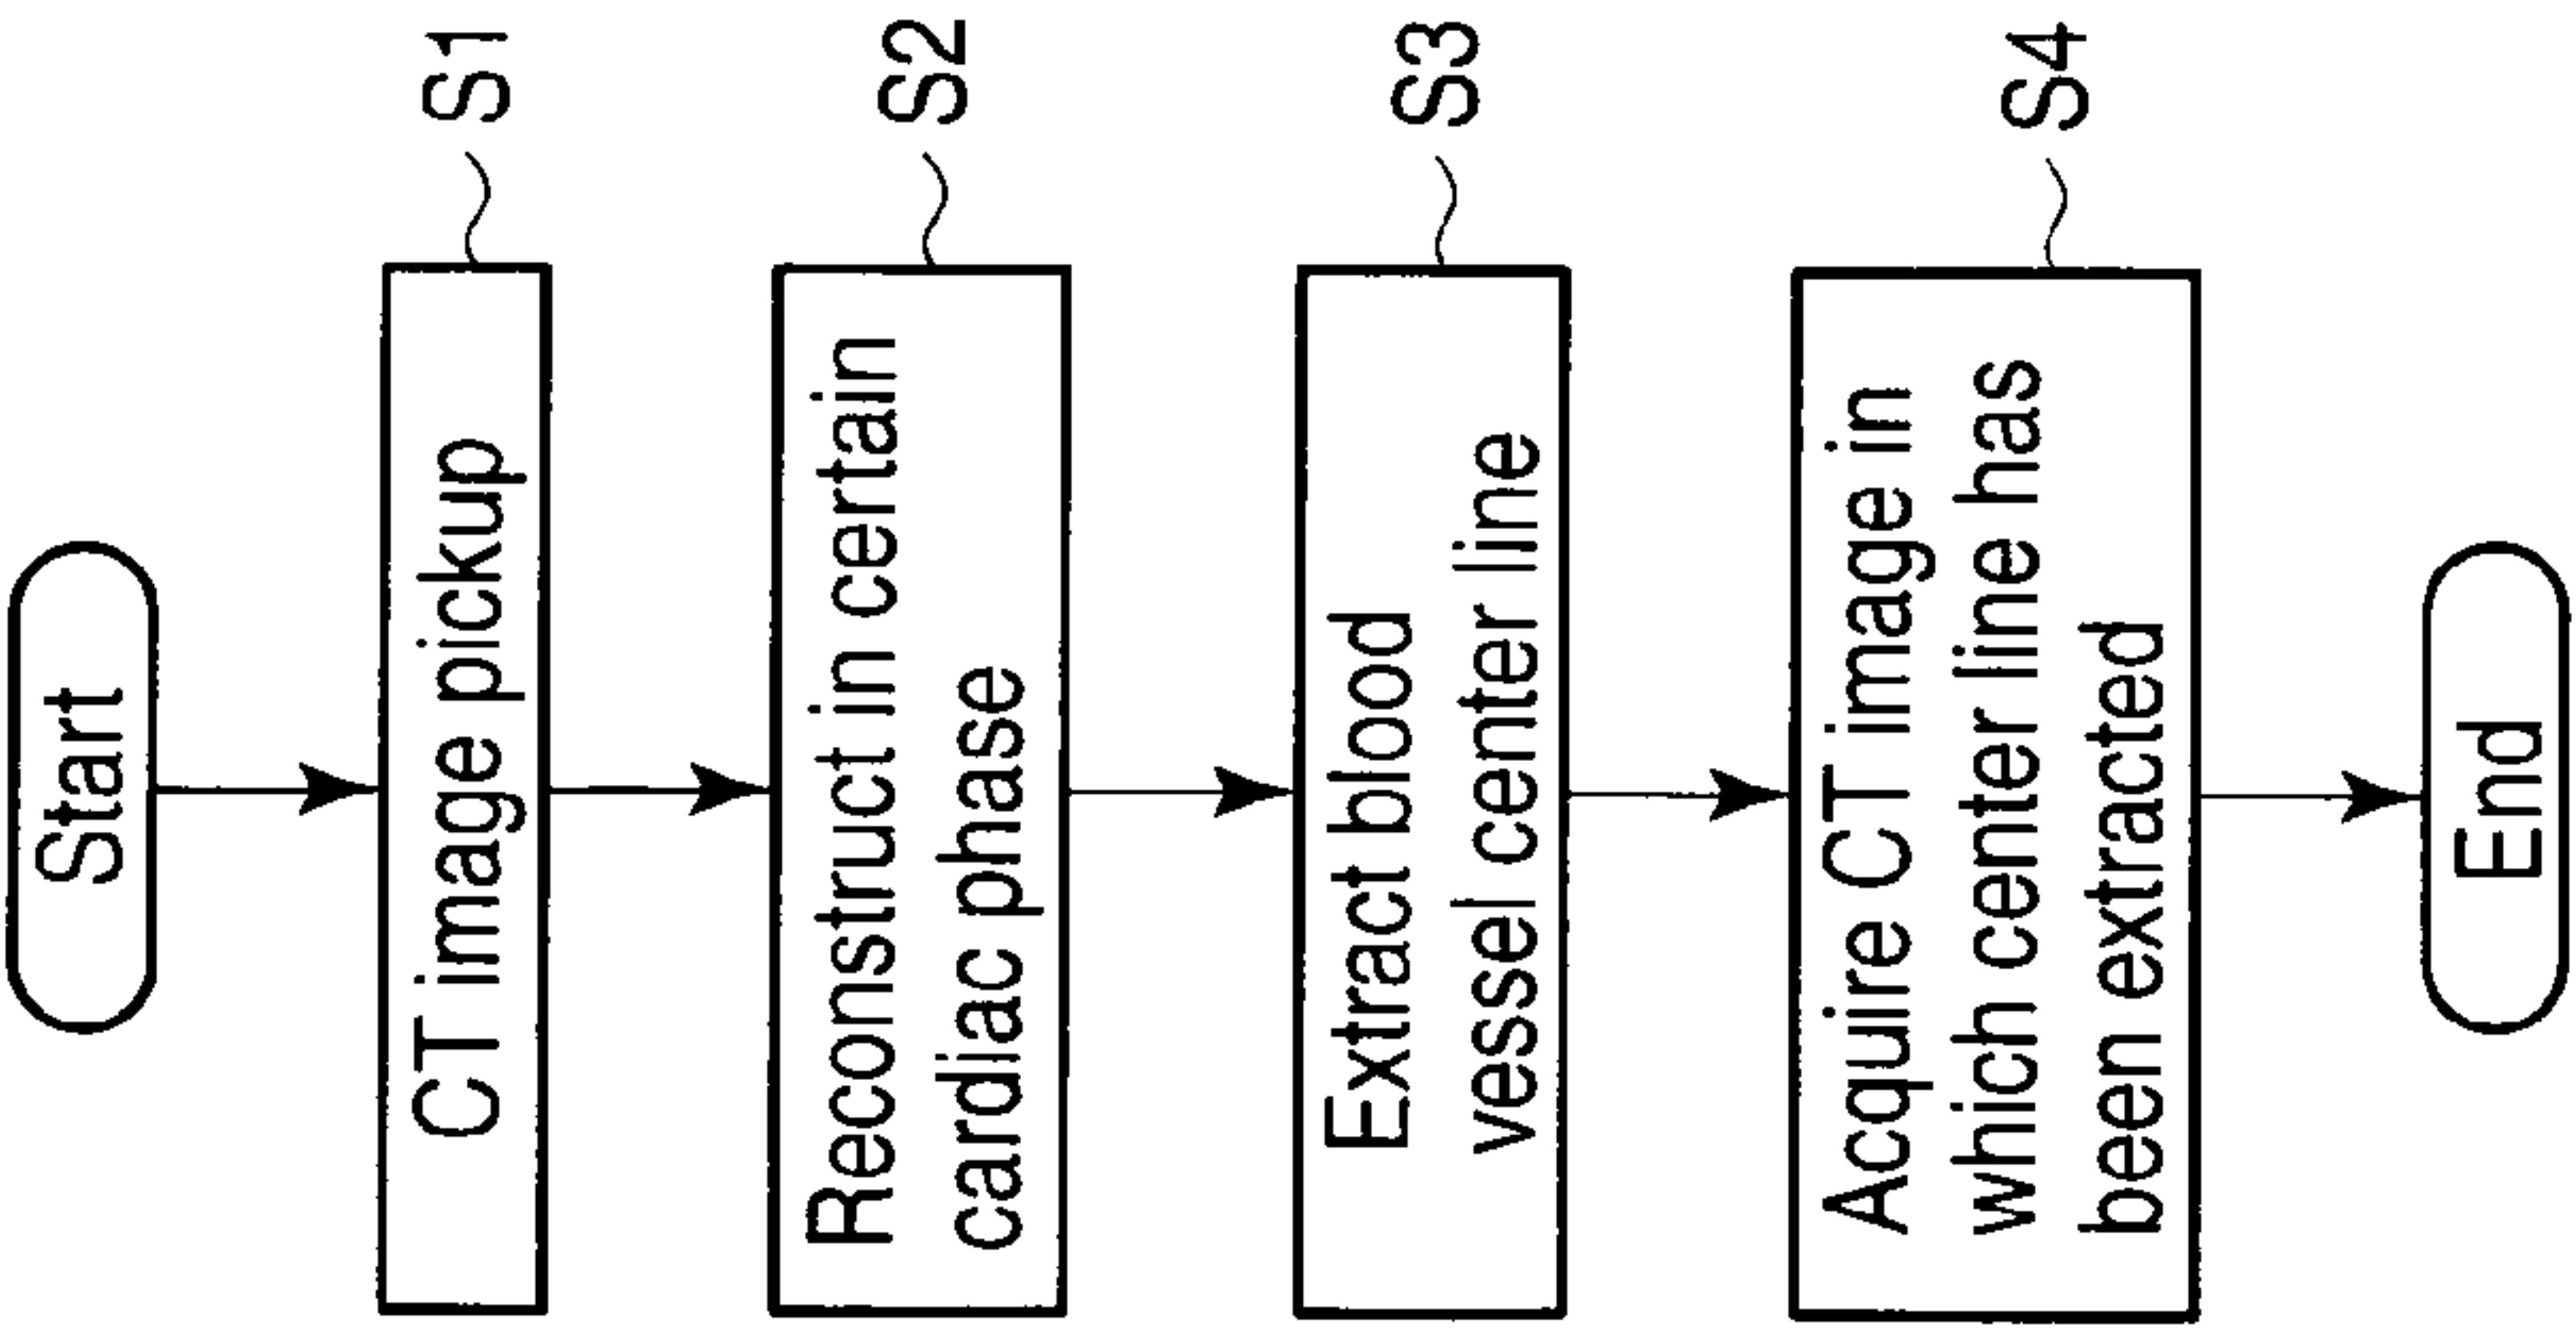 Start
CT image pickup
S1
Reconstruct in certain
cardiac phase
S2
Extract blood
vessel center line
S3
Acquire CT image in
which center line has
been extracted
S4
End